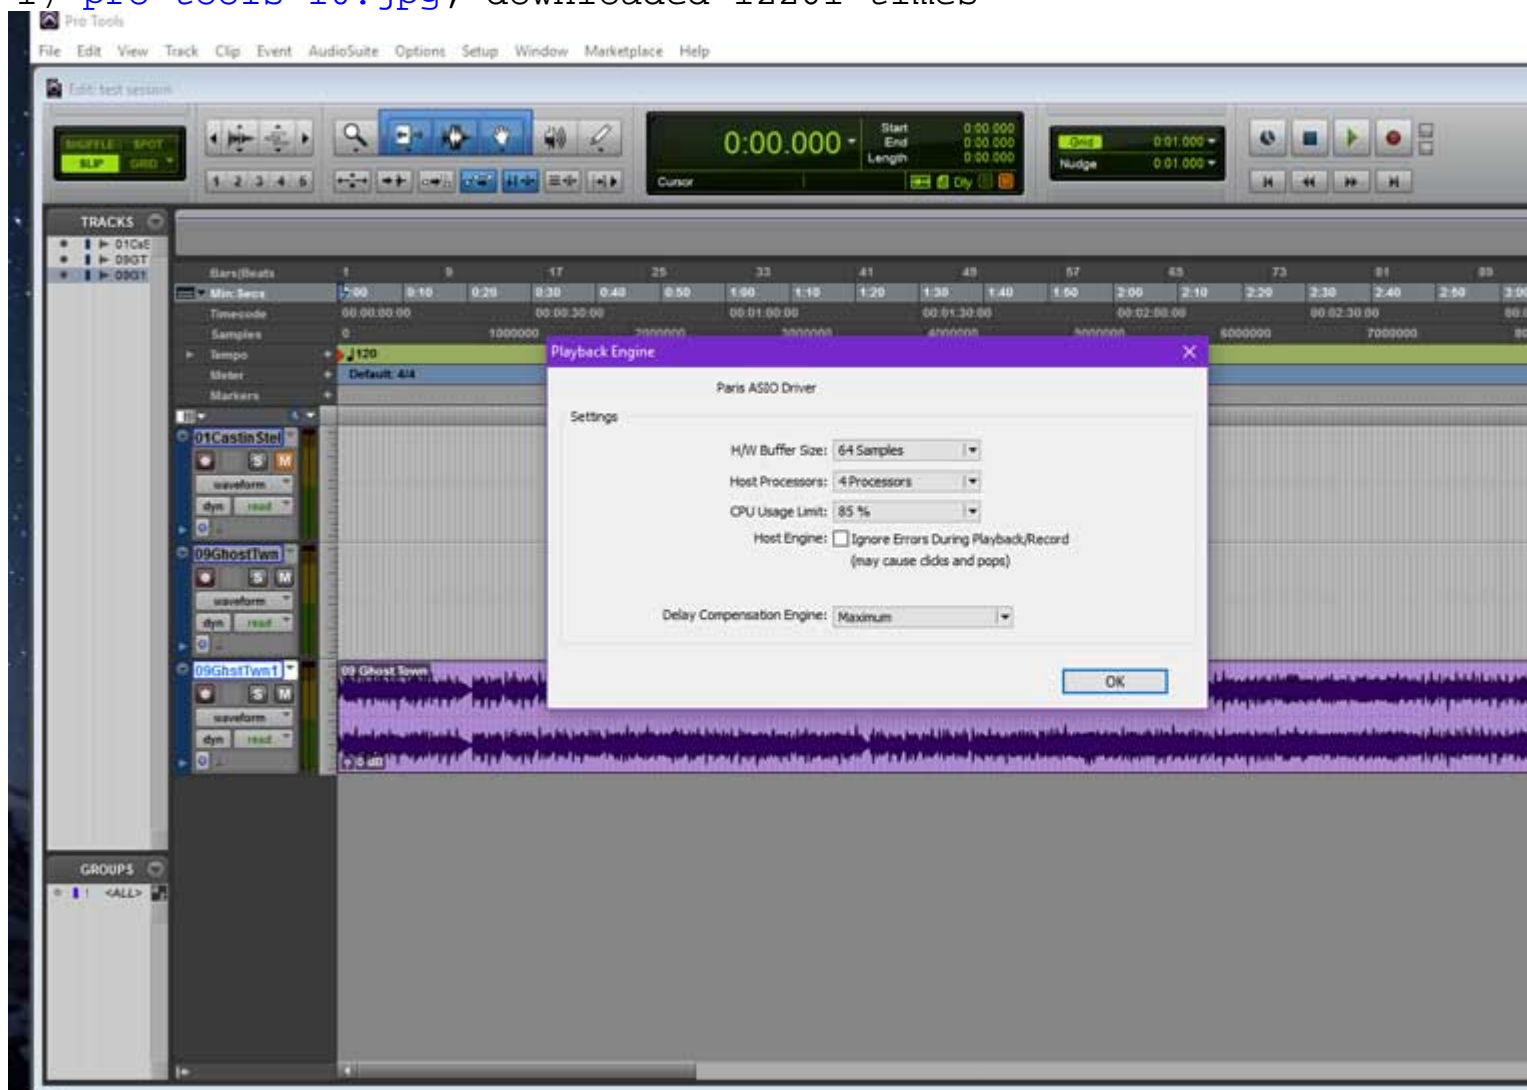 1) pro tools 10.jpg, downloaded 12201 times
Pro Tools
File Edit View Track Clip Event AudioSuite Options Setup Window Marketplace Help
Edit: test session
SHUFFLE SPOT
SLIP GRID
0:00.000
Start 0:00.000
End 0:00.000
Length 0:00.000
Cursor
Dly
Grid 0:01.000
Nudge 0:01.000
1 2 3 4 5
TRACKS
01CsS
09GT
09GT
Bars|Beats 1 9 17 25 33 41 49 57 65 73 81 89
Min:Secs 0:00 0:10 0:20 0:30 0:40 0:50 1:00 1:10 1:20 1:30 1:40 1:50 2:00 2:10 2:20 2:30 2:40 2:50 3:00
Timecode 00:00:00:00 00:00:30:00 00:01:00:00 00:01:30:00 00:02:00:00 00:02:30:00
Samples 0 1000000 2000000 3000000 4000000 5000000 6000000 7000000
Tempo 120
Meter Default: 4/4
Markers
Playback Engine
Paris ASIO Driver
Settings
H/W Buffer Size: 64 Samples
Host Processors: 4 Processors
CPU Usage Limit: 85 %
Host Engine: Ignore Errors During Playback/Record
(may cause clicks and pops)
Delay Compensation Engine: Maximum
OK
01CastinStel
S M
waveform
dyn read
09GhostTwn
S M
waveform
dyn read
09GhstTwn1
S M
waveform
dyn read
09 Ghost Town
0 dB
GROUPS
! <ALL>